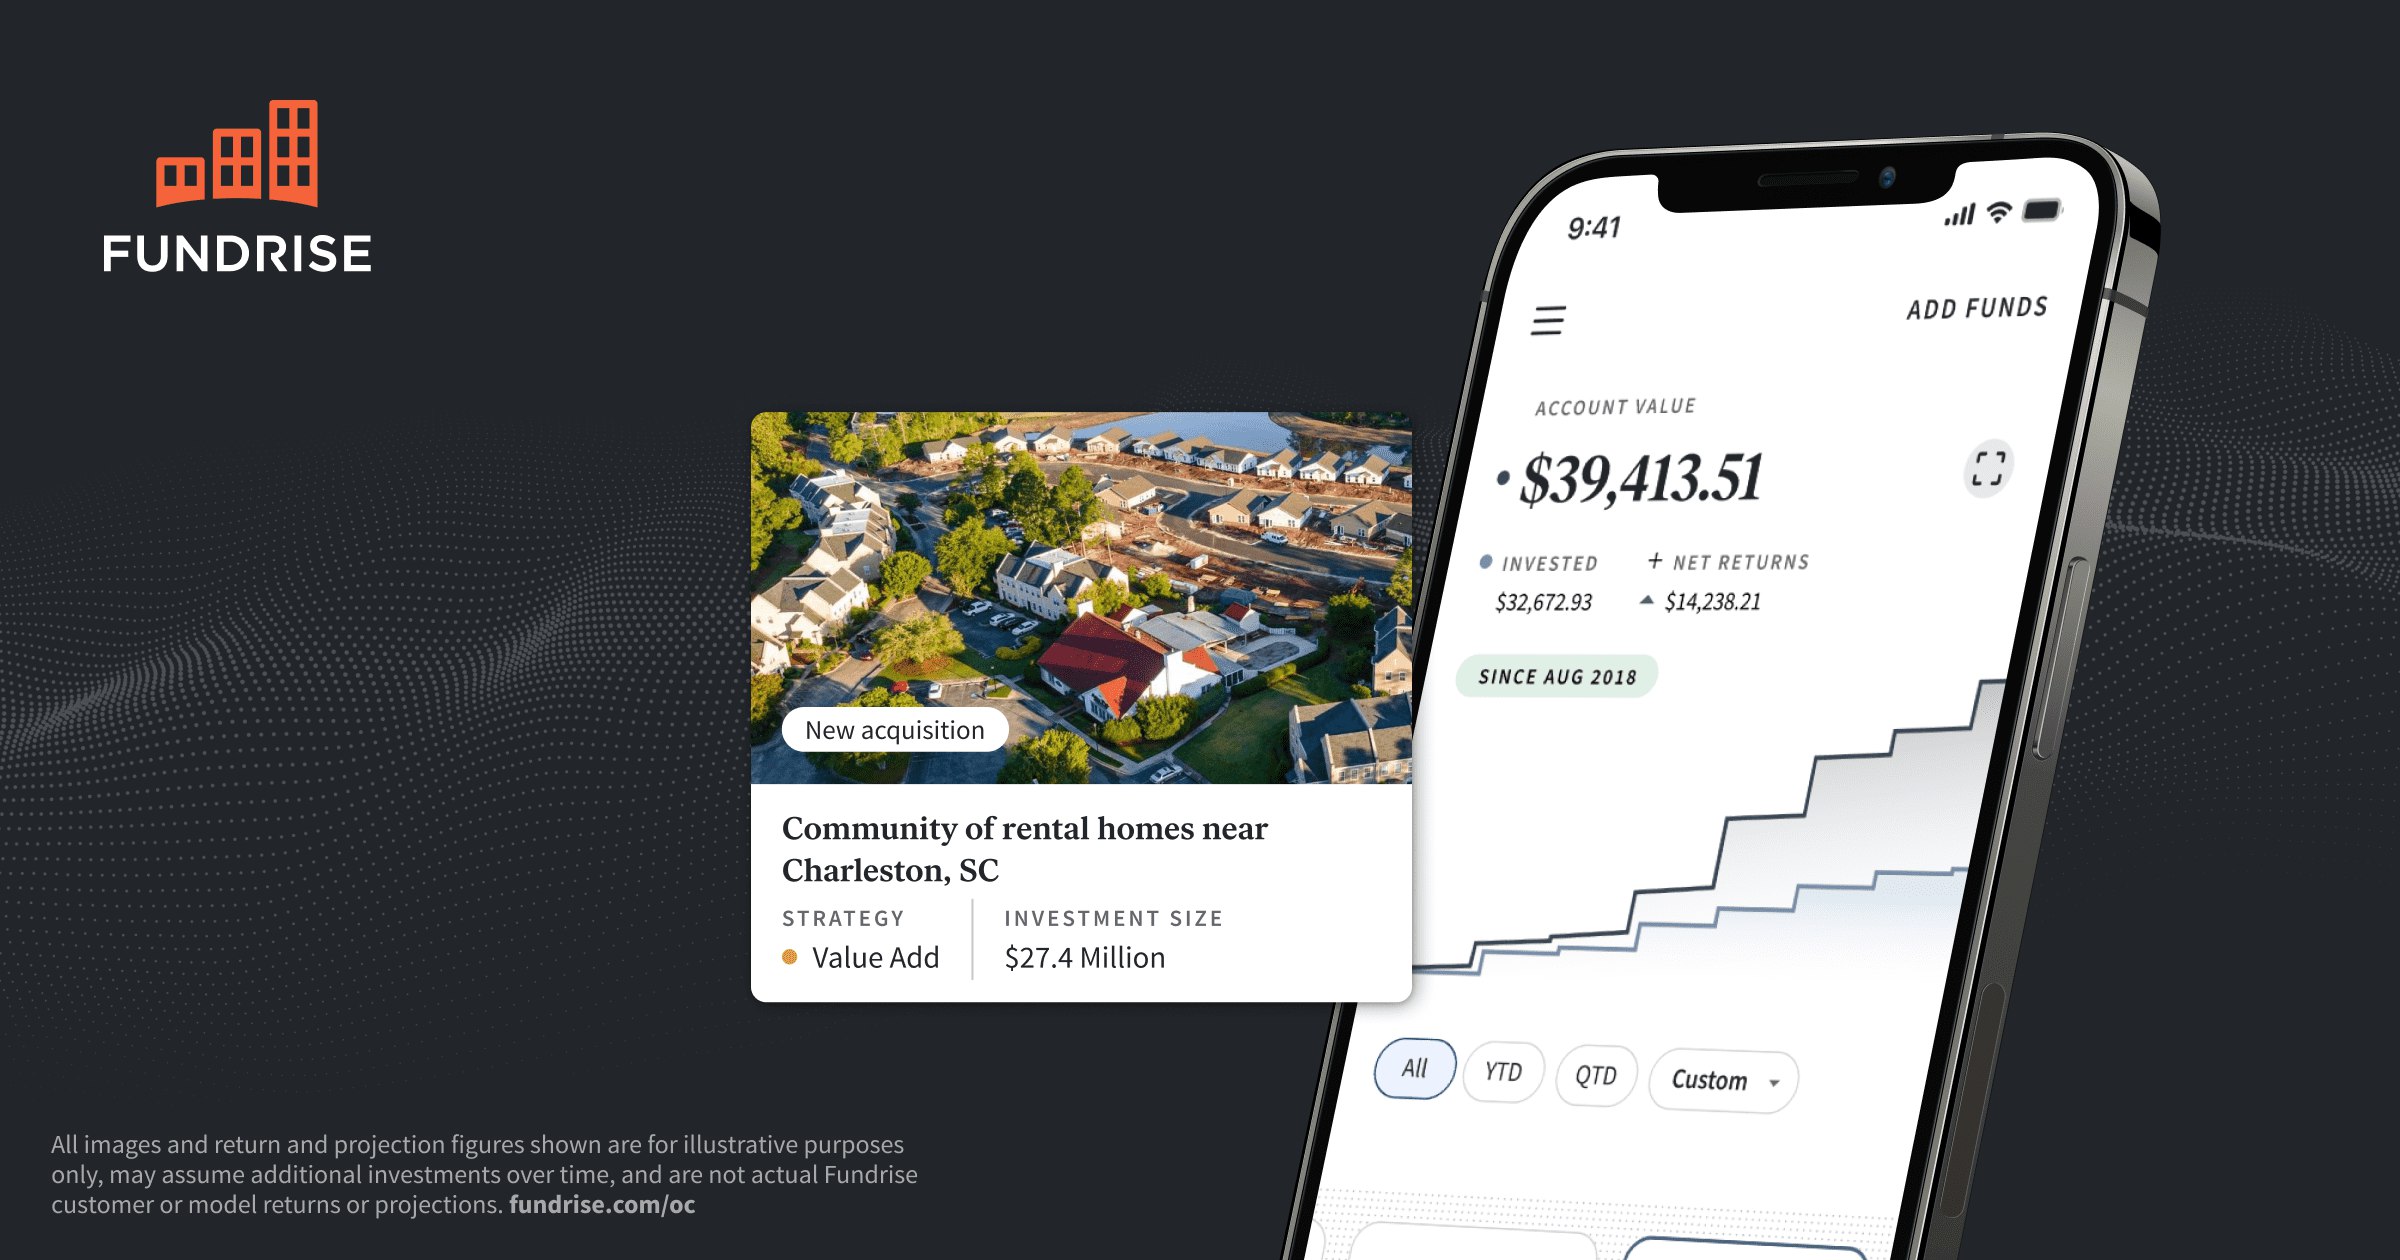 FUNDRISE
New acquisition
Community of rental homes near
Charleston, SC
STRATEGY
Value Add
INVESTMENT SIZE
$27.4 Million
9:41
ADD FUNDS
ACCOUNT VALUE
$39,413.51
INVESTED
+ NET RETURNS
$32,672.93
$14,238.21
SINCE AUG 2018
All
YTD
QTD
Custom
All images and return and projection figures shown are for illustrative purposes
only, may assume additional investments over time, and are not actual Fundrise
customer or model returns or projections. fundrise.com/oc